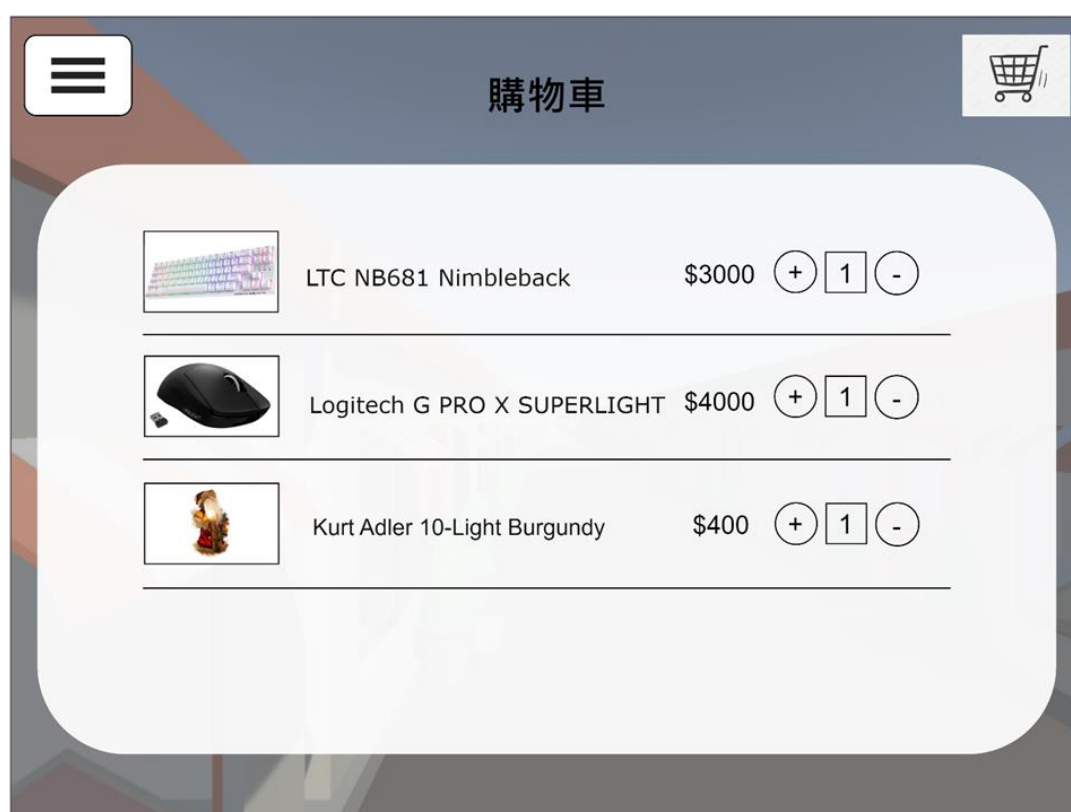 購物車
LTC NB681 Nimbleback $3000 + 1 -
Logitech G PRO X SUPERLIGHT $4000 + 1 -
Kurt Adler 10-Light Burgundy $400 + 1 -